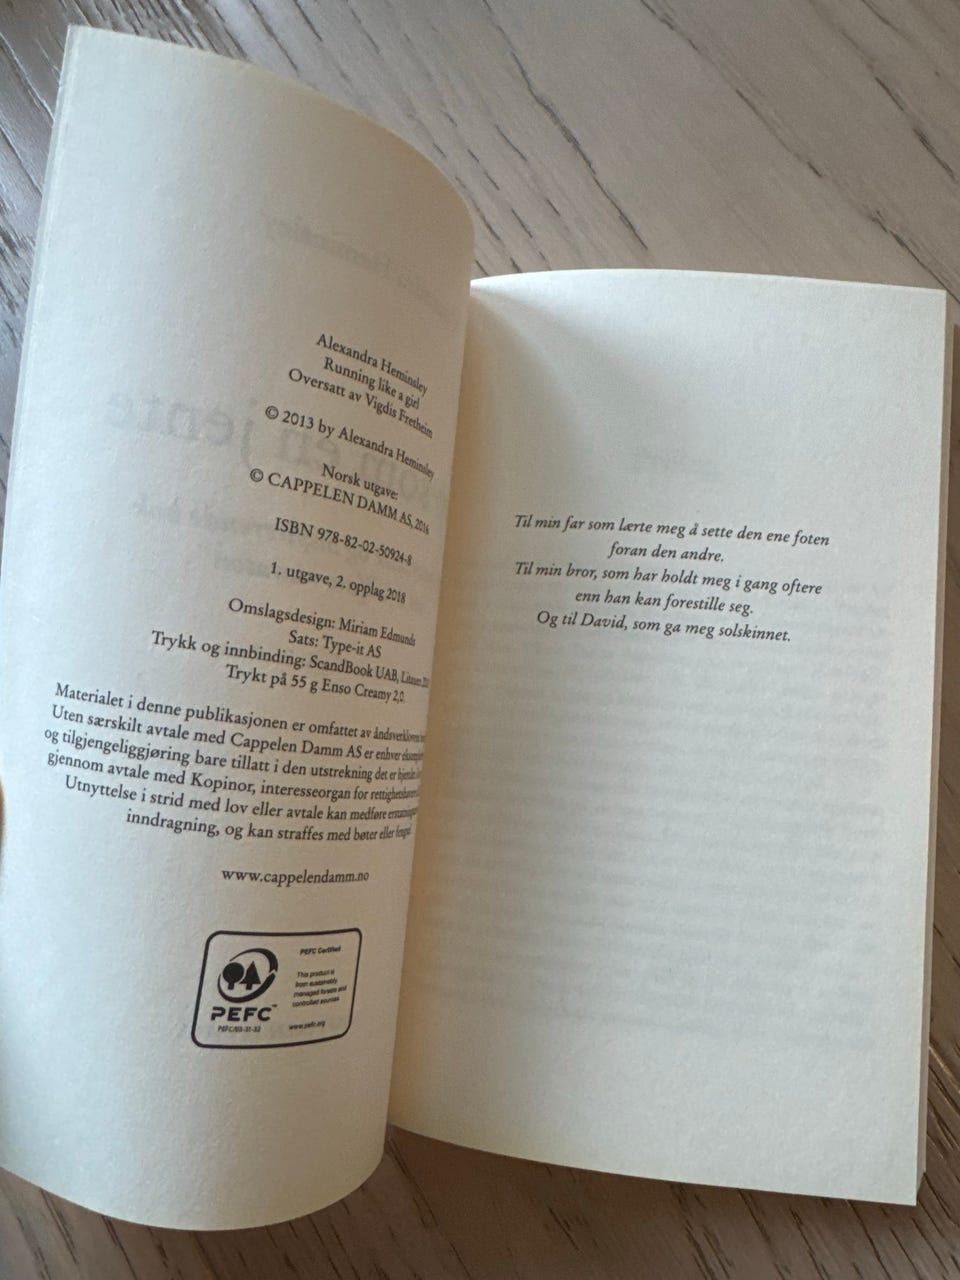 Alexandra Heminsley
Running like a girl
Oversatt av Vigdis Fretheim
© 2013 by Alexandra Heminsley
Norsk utgave:
© CAPPELEN DAMM AS, 2016
ISBN 978-82-02-50924-8
1. utgave, 2. opplag 2018
Omslagsdesign: Miriam Edmunds
Sats: Type-it AS
Trykk og innbinding: ScandBook UAB, Litauen
Trykt på 55 g Enso Creamy 2,0.
Materialet i denne publikasjonen er omfattet av åndsverklovens
Uten særskilt avtale med Cappelen Damm AS er enhver
og tilgjengeliggjøring bare tillatt i den utstrekning det er
gjennom avtale med Kopinor, interesseorgan for
Utnyttelse i strid med lov eller avtale kan medføre
inndragning, og kan straffes med bøter eller fengsel
www.cappelendamm.no
PEFC Certified
This product is
from sustainably
managed forests and
controlled sources
www.pefc.org
PEFC™
Til min far som lærte meg å sette den ene foten
foran den andre.
Til min bror, som har holdt meg i gang oftere
enn han kan forestille seg.
Og til David, som ga meg solskinnet.